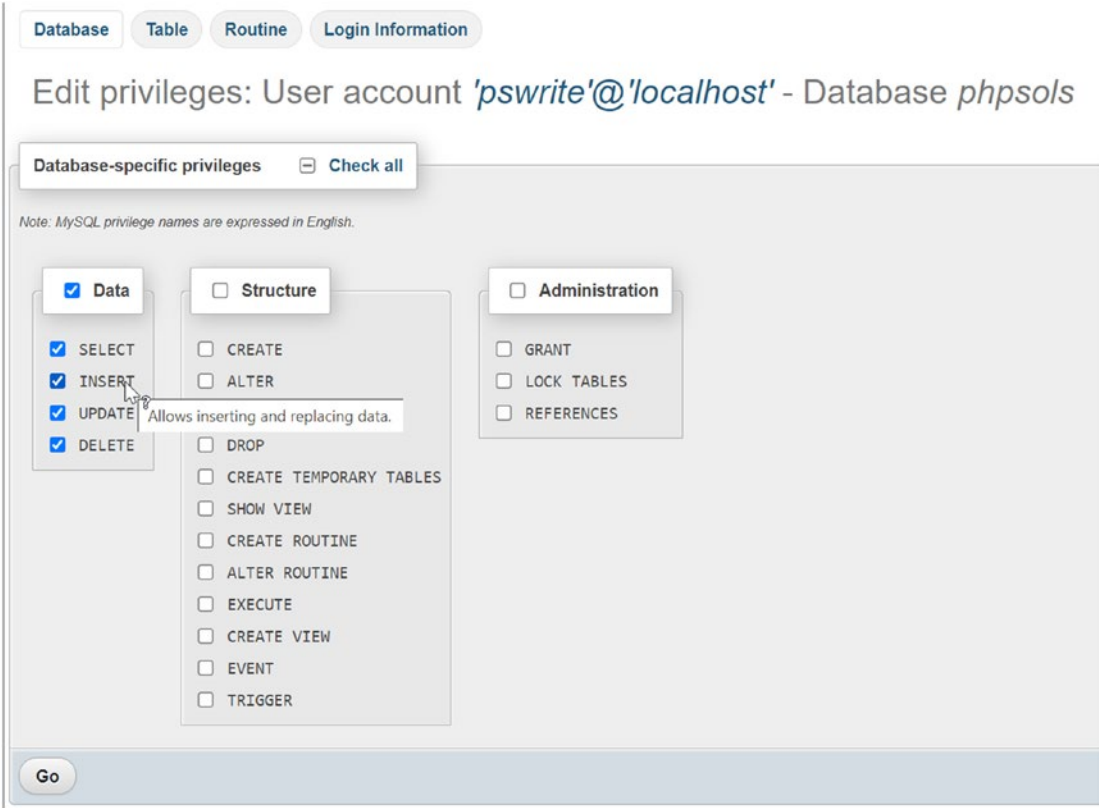 Database Table Routine Login Information
Edit privileges: User account 'pswrite'@'localhost' - Database phpsols
Database-specific privileges Check all
Note: MySQL privilege names are expressed in English.
Data
SELECT
INSERT
UPDATE
DELETE
Allows inserting and replacing data.
Structure
CREATE
ALTER
DROP
CREATE TEMPORARY TABLES
SHOW VIEW
CREATE ROUTINE
ALTER ROUTINE
EXECUTE
CREATE VIEW
EVENT
TRIGGER
Administration
GRANT
LOCK TABLES
REFERENCES
Go